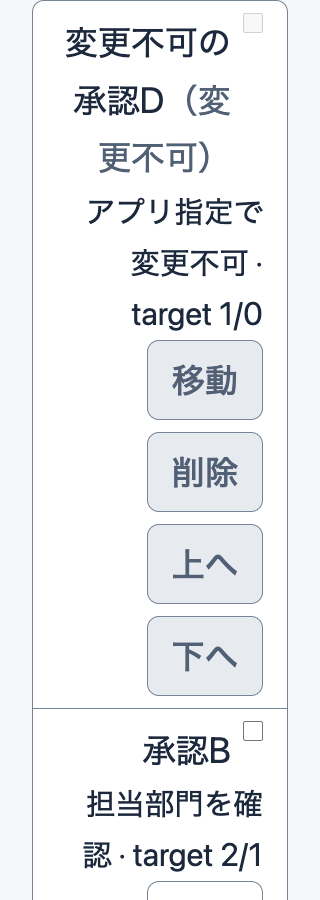 変更不可の
承認D（変
更不可）
アプリ指定で
変更不可 ·
target 1/0
移動
削除
上へ
下へ
承認B
担当部門を確
認 · target 2/1